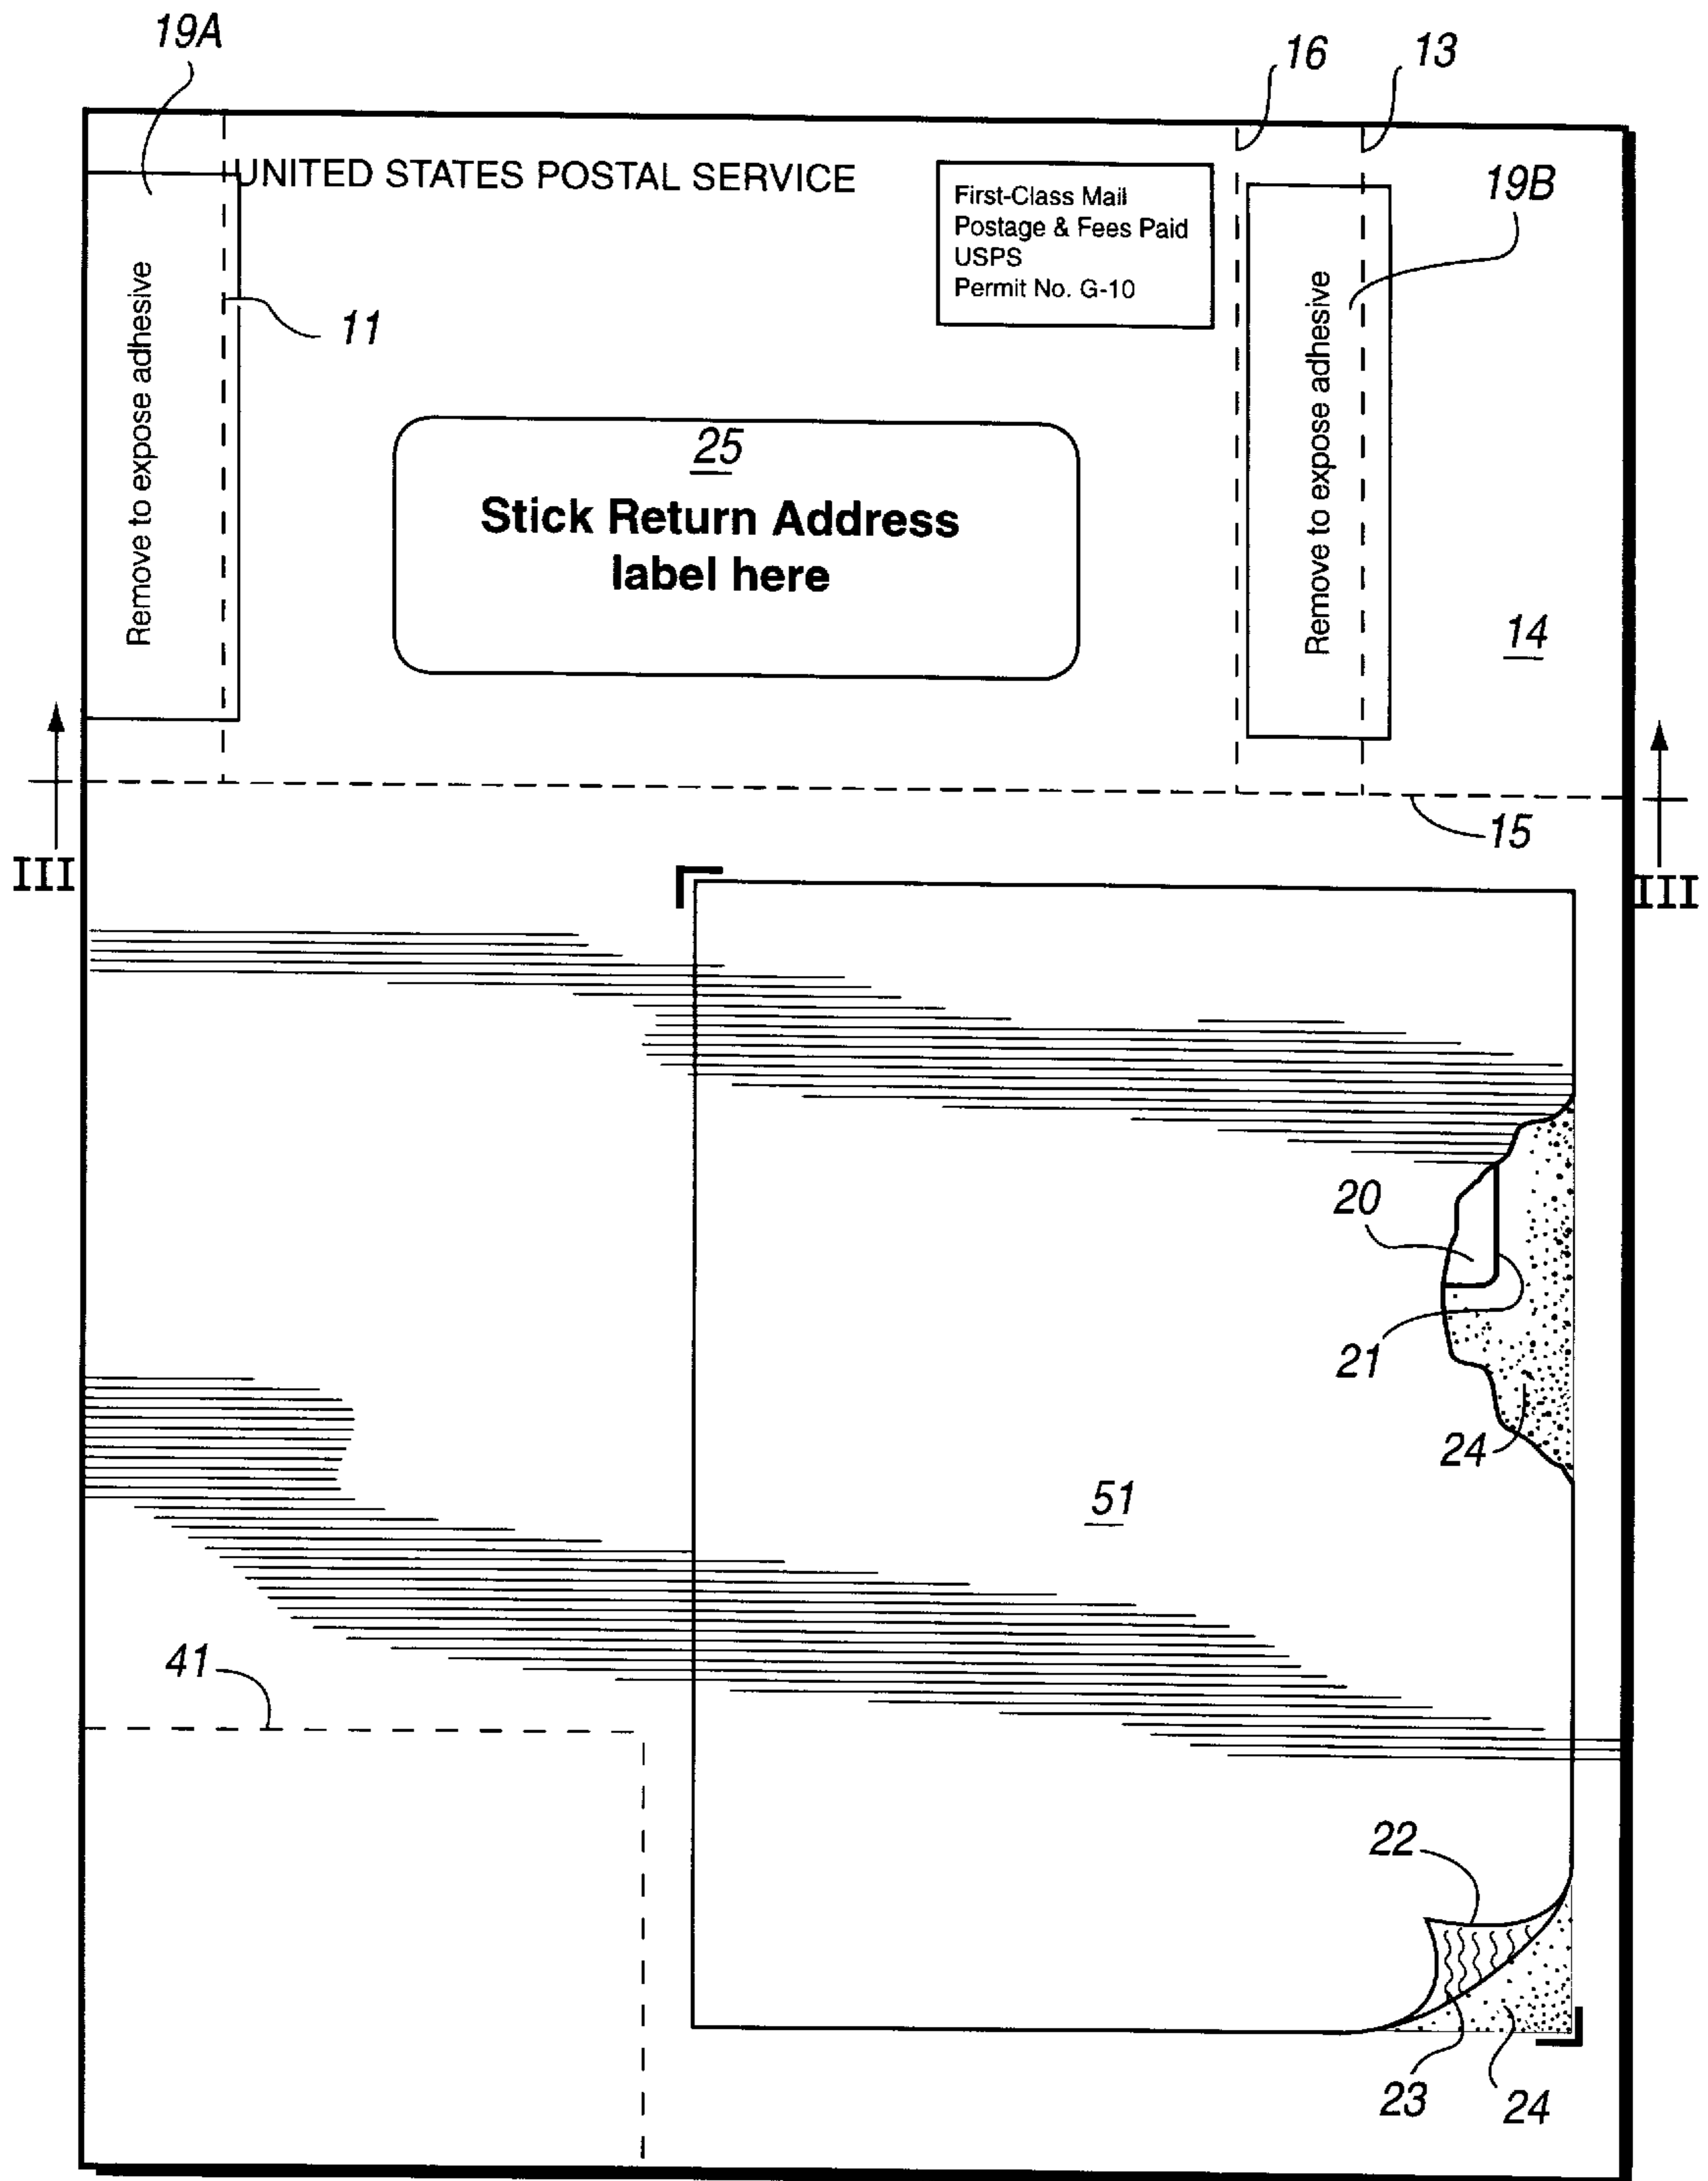 19A
16
13
UNITED STATES POSTAL SERVICE
First-Class Mail
Postage & Fees Paid
USPS
Permit No. G-10
19B
Remove to expose adhesive
11
Remove to expose adhesive
25
Stick Return Address
label here
14
15
III
III
20
21
24
51
41
22
23
24